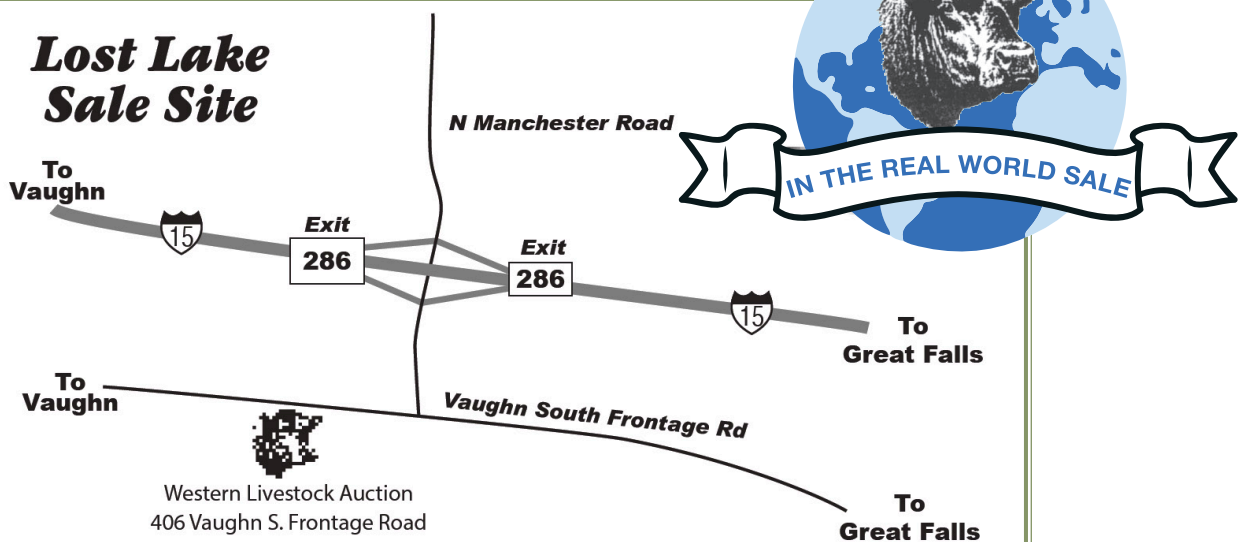 Lost Lake
Sale Site
N Manchester Road
IN THE REAL WORLD SALE
To
Vaughn
15
Exit
286
Exit
286
15
To
Great Falls
To
Vaughn
Vaughn South Frontage Rd
Western Livestock Auction
406 Vaughn S. Frontage Road
To
Great Falls